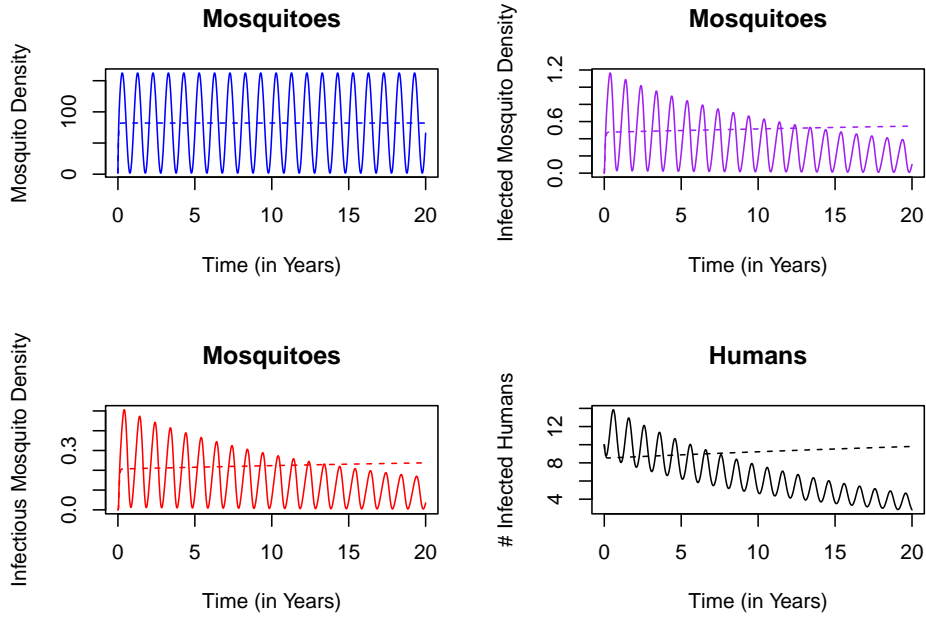 Mosquitoes
Mosquito Density
0 100
0 5 10 15 20
Time (in Years)
Mosquitoes
Infected Mosquito Density
0.0 0.6 1.2
0 5 10 15 20
Time (in Years)
Mosquitoes
Infectious Mosquito Density
0.0 0.33
0 5 10 15 20
Time (in Years)
Humans
# Infected Humans
4 8 12
0 5 10 15 20
Time (in Years)